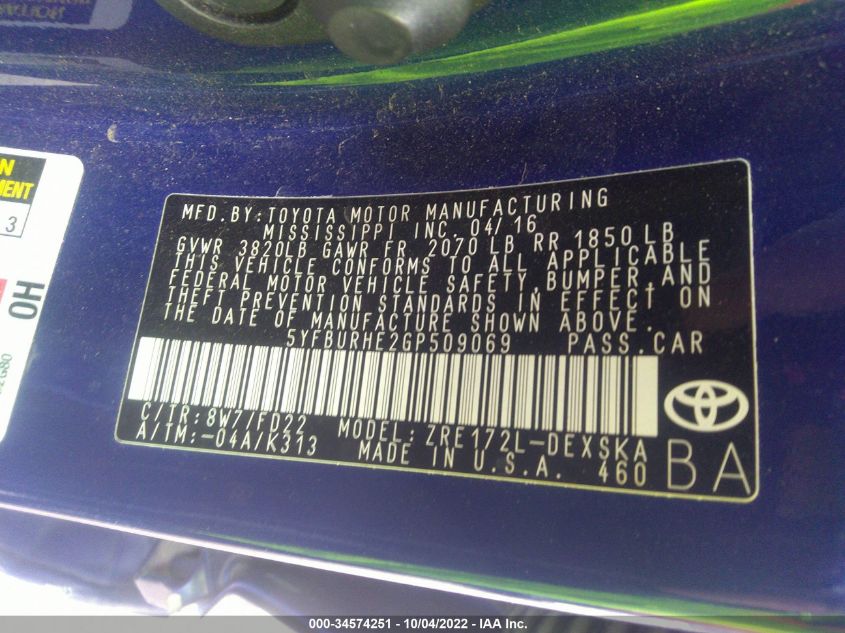 N
MENT
3
HO
MFD. BY: TOYOTA MOTOR MANUFACTURING
MISSISSIPPI INC. 04/16
GVWR 3820LB GAWR FR 2070 LB RR 1850 LB
THIS VEHICLE CONFORMS TO ALL APPLICABLE
FEDERAL MOTOR VEHICLE SAFETY, BUMPER, AND
THEFT PREVENTION STANDARDS IN EFFECT ON
THE DATE OF MANUFACTURE SHOWN ABOVE.
5YFBURHE2GP509069 PASS. CAR
C/TR: 8W7/FD22 MODEL: ZRE172L-DEXSKA
A/TM: -04A/K313 MADE IN U.S.A. 460
BA
000-34574251 - 10/04/2022 - IAA Inc.